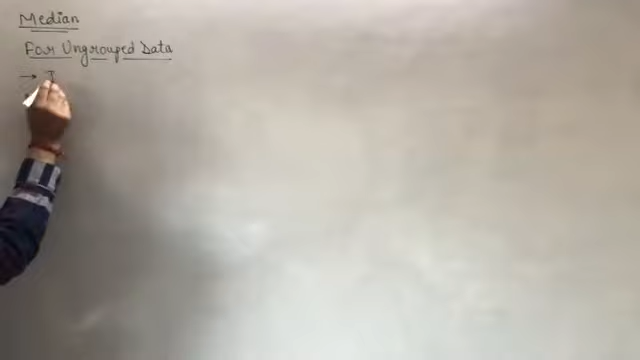 Median
For Ungrouped Data
→ I